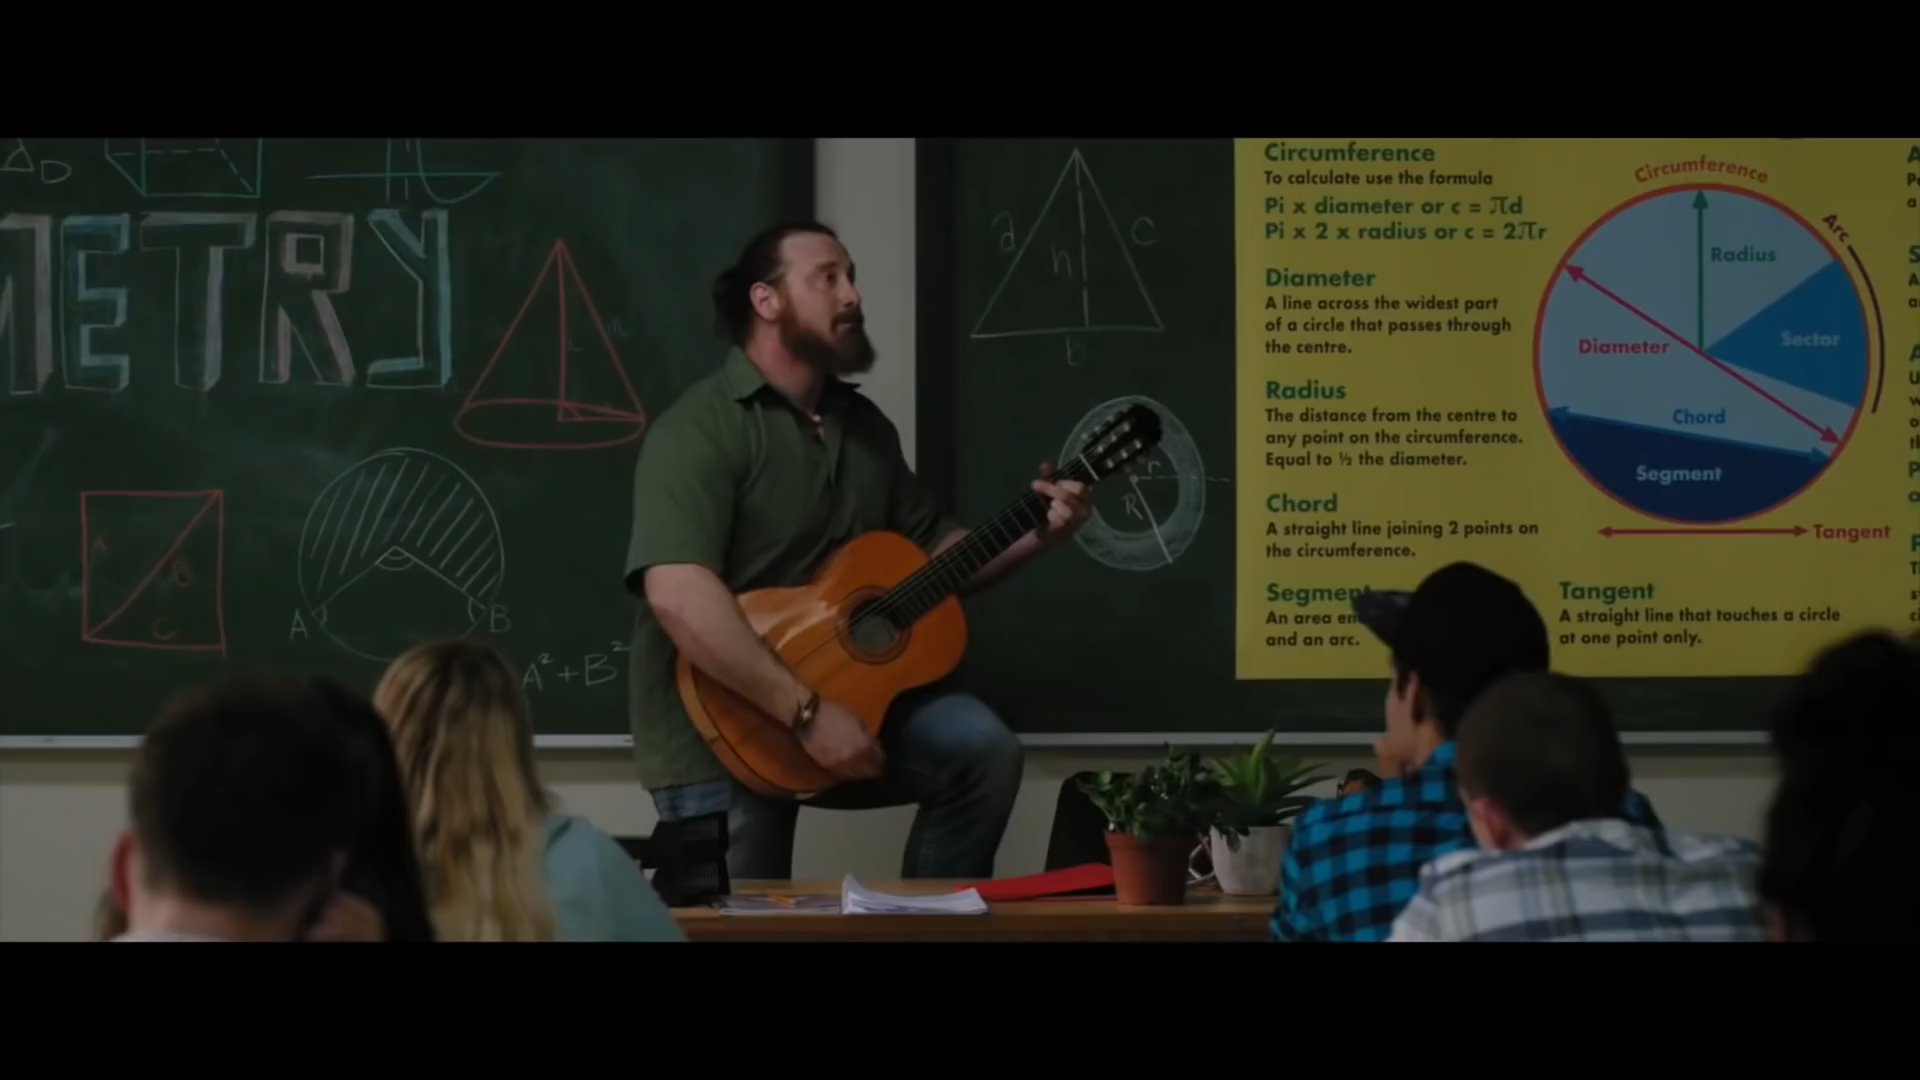 D
METRY
m
A
B
C
A
B
A² + B²
a
c
h
b
r
R
Circumference
To calculate use the formula
Pi x diameter or c = πd
Pi x 2 x radius or c = 2πr
Diameter
A line across the widest part
of a circle that passes through
the centre.
Radius
The distance from the centre to
any point on the circumference.
Equal to ½ the diameter.
Chord
A straight line joining 2 points on
the circumference.
Segment
An area
and an arc.
Circumference
Arc
Radius
Sector
Diameter
Chord
Segment
Tangent
Tangent
A straight line that touches a circle
at one point only.